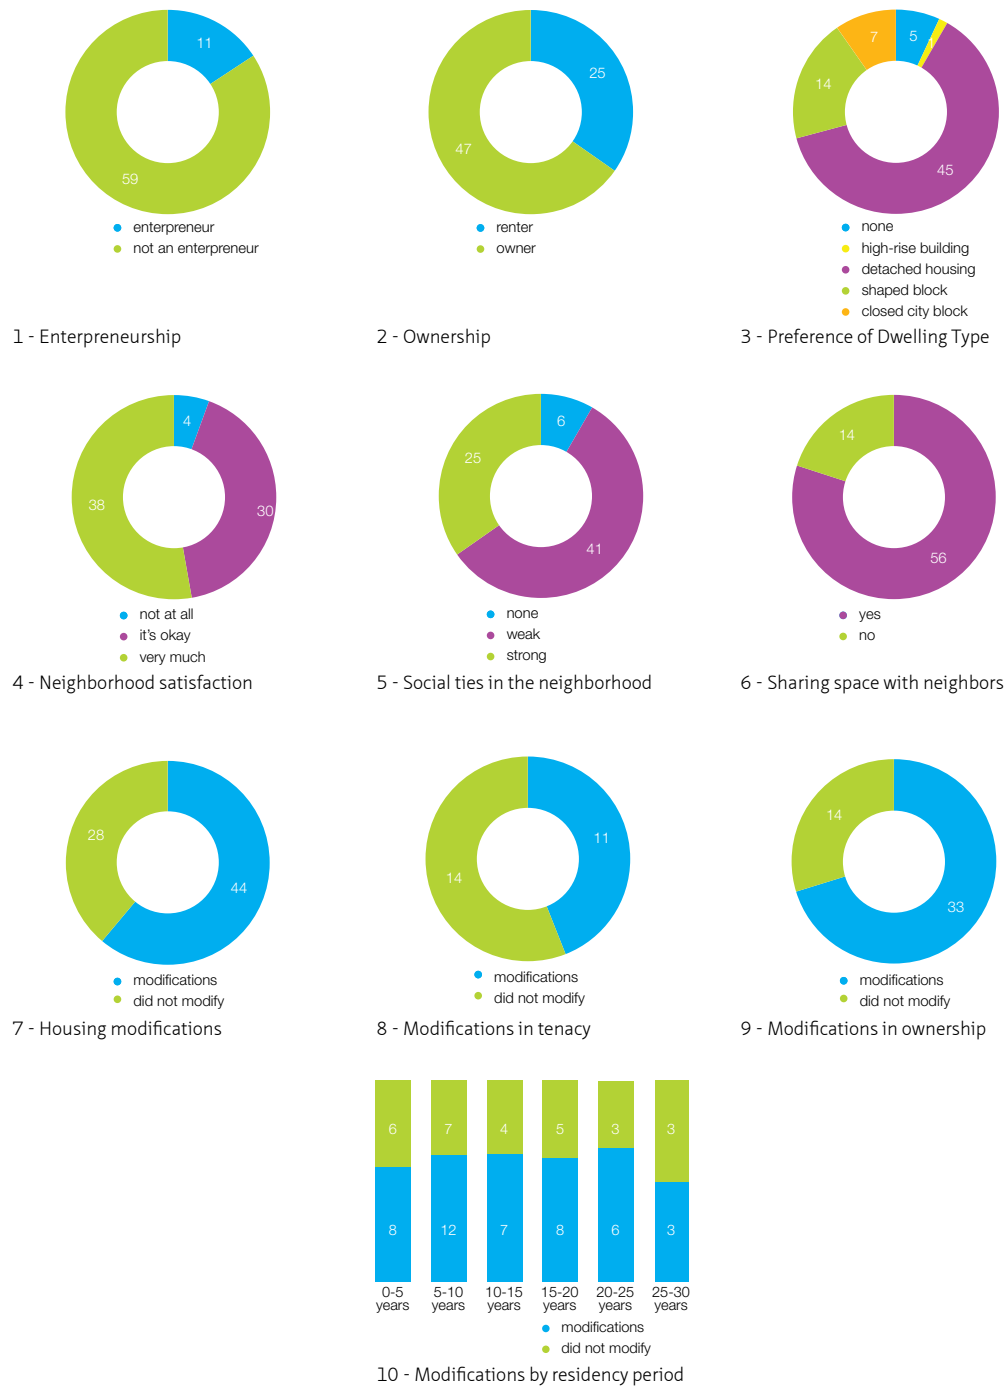 11
59
enterpreneur
not an enterpreneur
1 - Enterpreneurship
25
47
renter
owner
2 - Ownership
5
7
14
45
none
high-rise building
detached housing
shaped block
closed city block
3 - Preference of Dwelling Type
4
38
30
not at all
it's okay
very much
4 - Neighborhood satisfaction
6
25
41
none
weak
strong
5 - Social ties in the neighborhood
14
56
yes
no
6 - Sharing space with neighbors
28
44
modifications
did not modify
7 - Housing modifications
11
14
modifications
did not modify
8 - Modifications in tenacy
14
33
modifications
did not modify
9 - Modifications in ownership
6 7 4 5 3 3
8 12 7 8 6 3
0-5 5-10 10-15 15-20 20-25 25-30
years years years years years years
modifications
did not modify
10 - Modifications by residency period